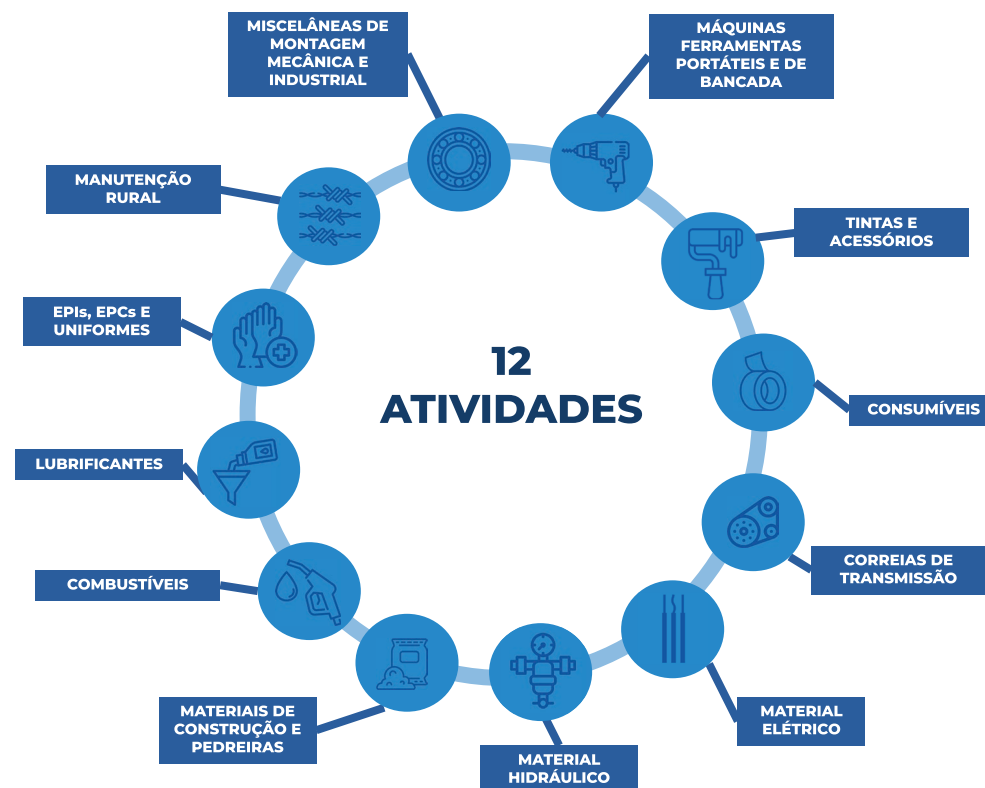 MISCELÂNEAS DE
MONTAGEM
MECÂNICA E
INDUSTRIAL
MÁQUINAS
FERRAMENTAS
PORTÁTEIS E DE
BANCADA
MANUTENÇÃO
RURAL
TINTAS E
ACESSÓRIOS
EPIs, EPCs E
UNIFORMES
12
ATIVIDADES
CONSUMÍVEIS
LUBRIFICANTES
CORREIAS DE
TRANSMISSÃO
COMBUSTÍVEIS
MATERIAIS DE
CONSTRUÇÃO E
PEDREIRAS
MATERIAL
ELÉTRICO
MATERIAL
HIDRÁULICO